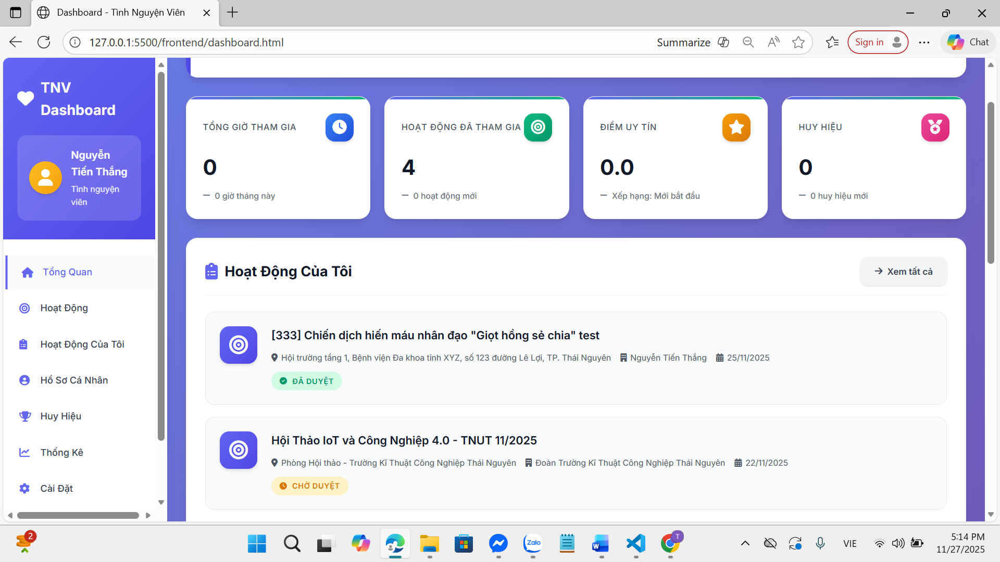 Dashboard - Tình Nguyện Viên
127.0.0.1:5500/frontend/dashboard.html
Summarize
Sign in
Chat
TNV
Dashboard
Nguyễn
Tiến Thắng
Tình nguyện
viên
Tổng Quan
Hoạt Động
Hoạt Động Của Tôi
Hồ Sơ Cá Nhân
Huy Hiệu
Thống Kê
Cài Đặt
TỔNG GIỜ THAM GIA
0
0 giờ tháng này
HOẠT ĐỘNG ĐÃ THAM GIA
4
0 hoạt động mới
ĐIỂM UY TÍN
0.0
Xếp hạng: Mới bắt đầu
HUY HIỆU
0
0 huy hiệu mới
Hoạt Động Của Tôi
Xem tất cả
[333] Chiến dịch hiến máu nhân đạo "Giọt hồng sẻ chia" test
Hội trường tầng 1, Bệnh viện Đa khoa tỉnh XYZ, số 123 đường Lê Lợi, TP. Thái Nguyên Nguyễn Tiến Thắng 25/11/2025
ĐÃ DUYỆT
Hội Thảo IoT và Công Nghiệp 4.0 - TNUT 11/2025
Phòng Hội thảo - Trường Kĩ Thuật Công Nghiệp Thái Nguyên Đoàn Trường Kĩ Thuật Công Nghiệp Thái Nguyên 22/11/2025
CHỜ DUYỆT
2
Zalo
W
T
VIE
5:14 PM
11/27/2025